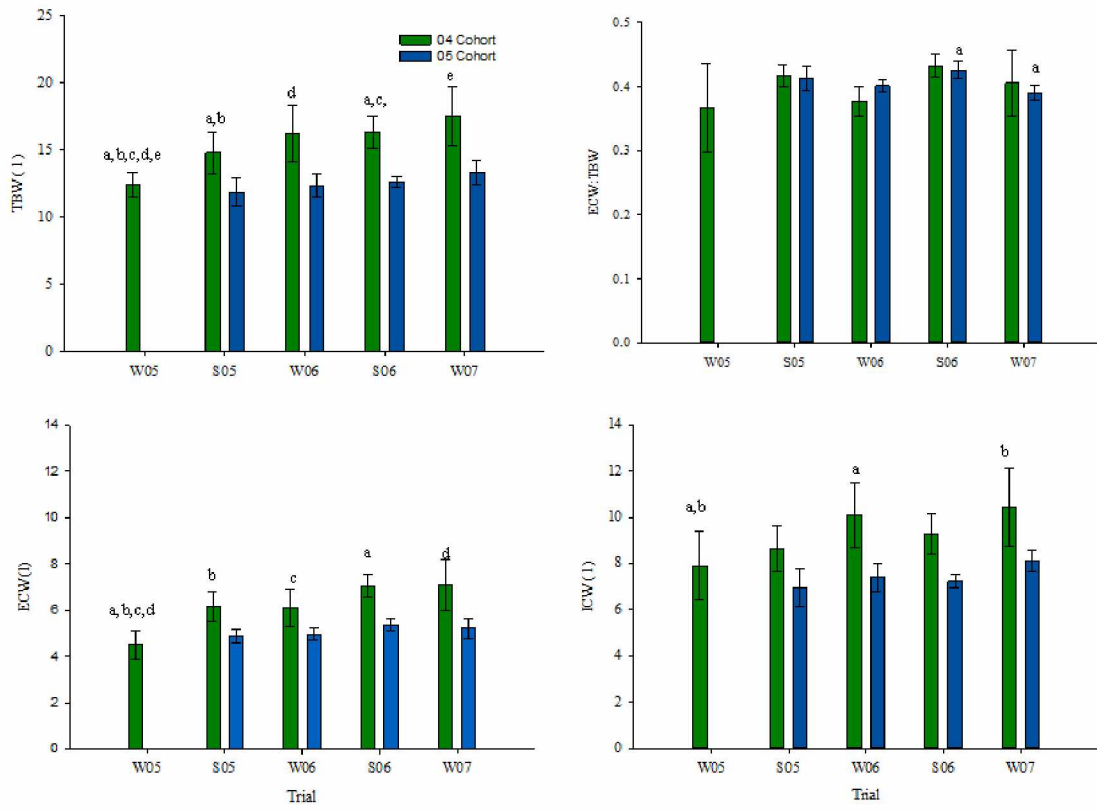 25
20
15
10
5
0
TBW ( l )
04 Cohort
05 Cohort
a,b,c,d,e
a,b
d
a,c,
e
W05 S05 W06 S06 W07
0.5
0.4
0.3
0.2
0.1
0.0
ECW:TBW
a
a
W05 S05 W06 S06 W07
14
12
10
8
6
4
2
0
ECW(l)
a,b,c,d
b
c
a
d
W05 S05 W06 S06 W07
Trial
14
12
10
8
6
4
2
0
ICW ( l )
a,b
a
b
W05 S05 W06 S06 W07
Trial